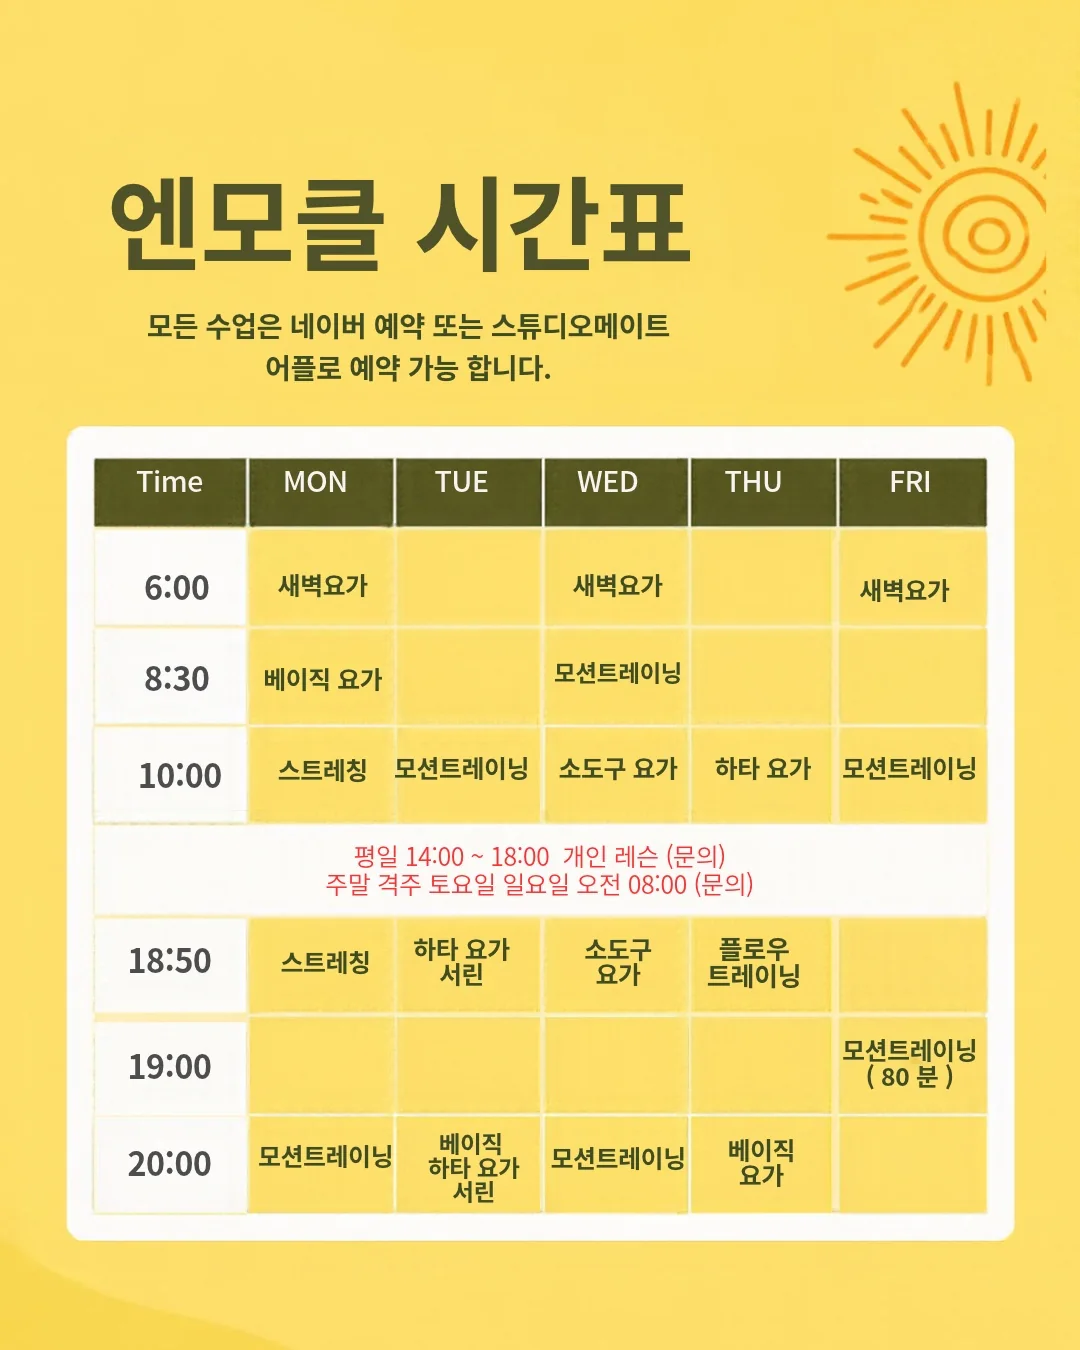 엔모클 시간표
모든 수업은 네이버 예약 또는 스튜디오메이트
어플로 예약 가능 합니다.
Time MON TUE WED THU FRI
6:00 새벽요가 새벽요가 새벽요가
8:30 베이직 요가 모션트레이닝
10:00 스트레칭 모션트레이닝 소도구 요가 하타 요가 모션트레이닝
평일 14:00 ~ 18:00 개인 레슨 (문의)
주말 격주 토요일 일요일 오전 08:00 (문의)
18:50 스트레칭 하타 요가 서린 소도구 요가 플로우 트레이닝
19:00 모션트레이닝 ( 80 분 )
20:00 모션트레이닝 베이직 하타 요가 서린 모션트레이닝 베이직 요가